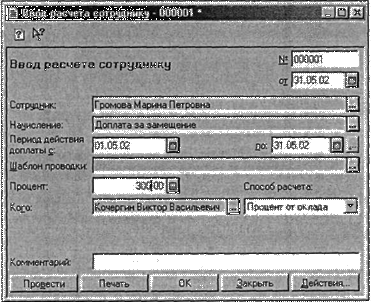 Ввод расчета сотруднику - 000001 *
Ввод расчета сотруднику
№ 000001
от 31.05.02
Сотрудник: Громова Марина Петровна
Начисление: Доплата за замещение
Период действия доплаты с: 01.05.02 по: 31.05.02
Шаблон проводки:
Процент: 300.00 Способ расчета:
Кого: Кочергин Виктор Васильевич Процент от оклада
Комментарий:
Провести Печать OK Закрыть Действия...